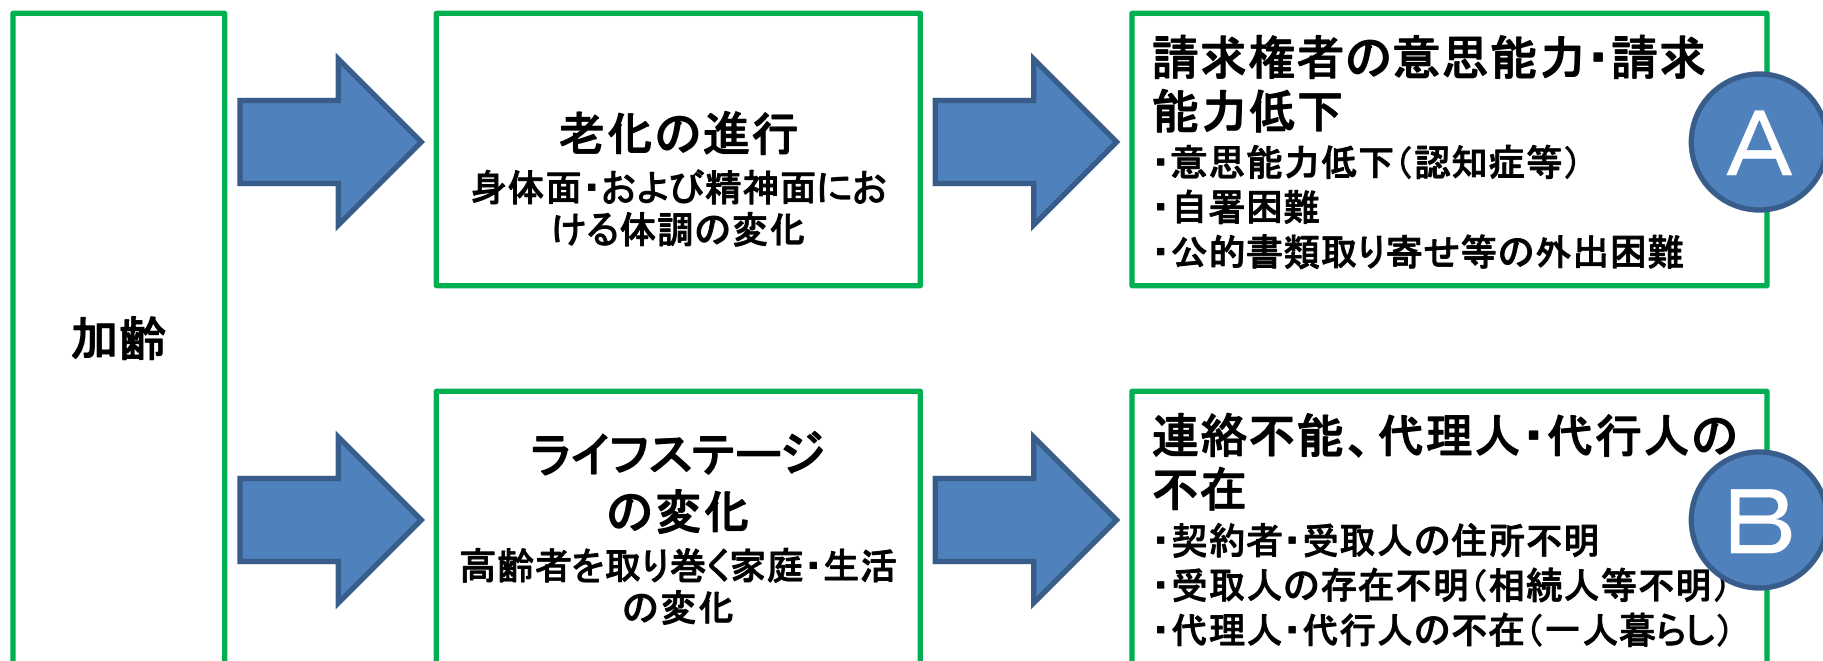 加齢
老化の進行
身体面・および精神面にお
ける体調の変化
請求権者の意思能力・請求
能力低下
・意思能力低下（認知症等）
・自署困難
・公的書類取り寄せ等の外出困難
A
ライフステージ
の変化
高齢者を取り巻く家庭・生活
の変化
連絡不能、代理人・代行人の
不在
・契約者・受取人の住所不明
・受取人の存在不明（相続人等不明）
・代理人・代行人の不在（一人暮らし）
B